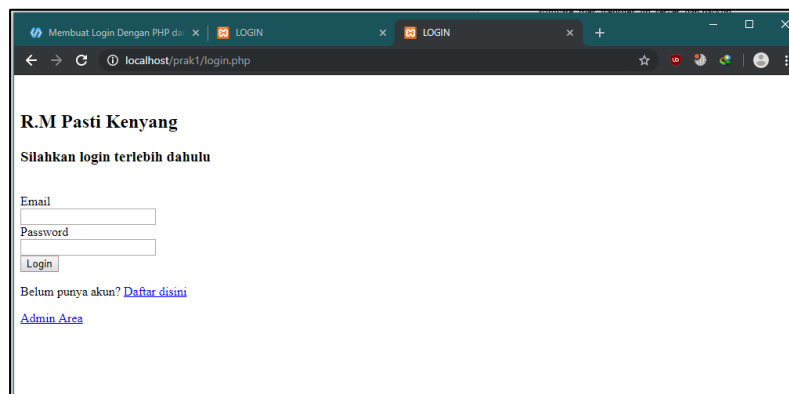 Membuat Login Dengan PHP da
LOGIN
LOGIN
localhost/prak1/login.php
R.M Pasti Kenyang
Silahkan login terlebih dahulu
Email
Password
Login
Belum punya akun? Daftar disini
Admin Area